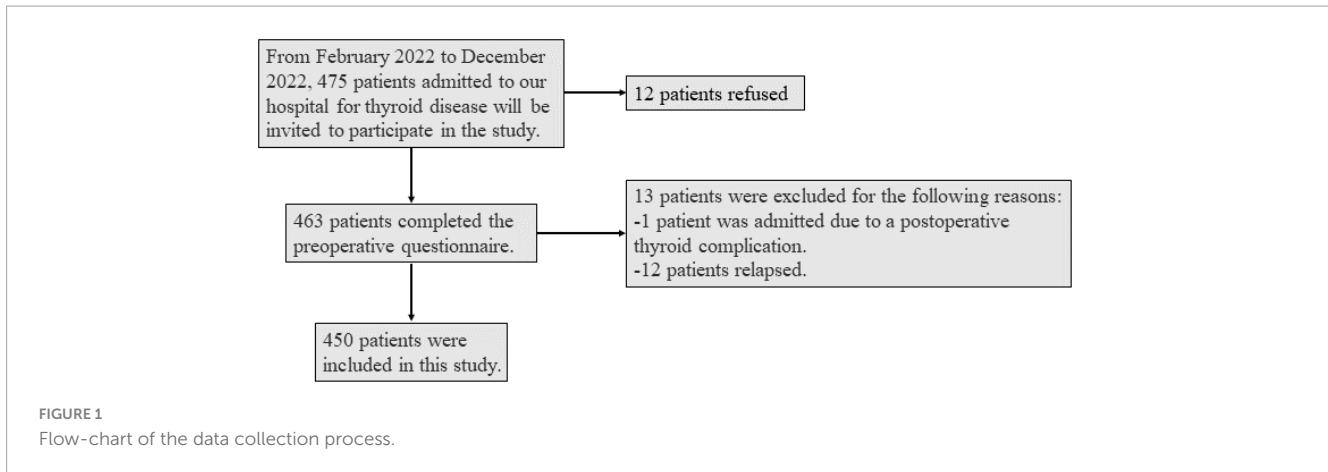 From February 2022 to December
2022, 475 patients admitted to our
hospital for thyroid disease will be
invited to participate in the study.
12 patients refused
463 patients completed the
preoperative questionnaire.
13 patients were excluded for the following reasons:
-1 patient was admitted due to a postoperative
thyroid complication.
-12 patients relapsed.
450 patients were
included in this study.
FIGURE 1
Flow-chart of the data collection process.